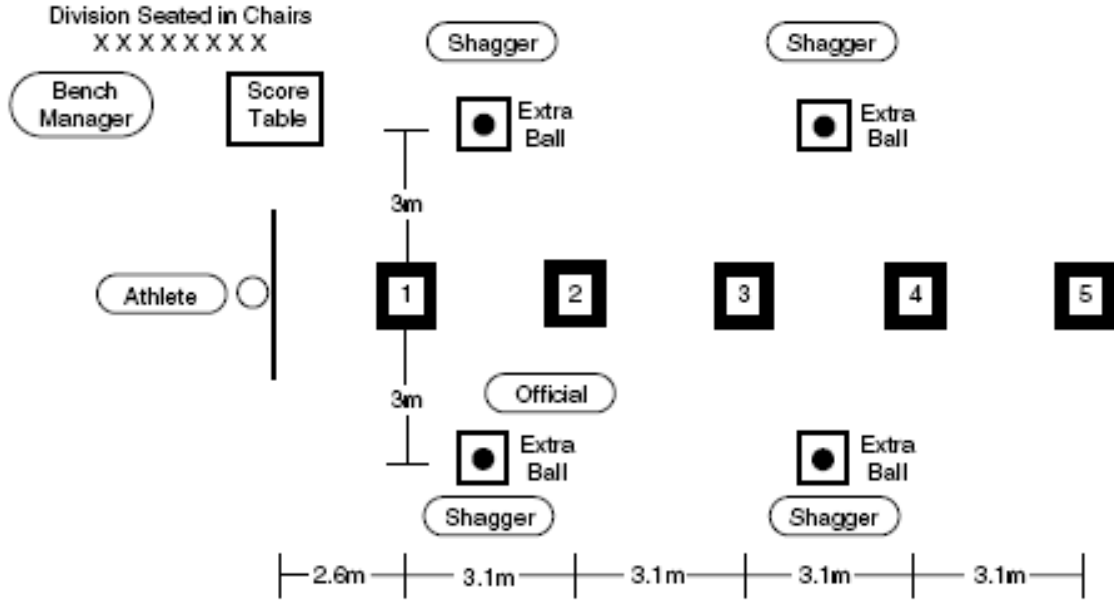 Division Seated in Chairs
X X X X X X X X
Shagger
Shagger
Bench
Manager
Score
Table
Extra
Ball
Extra
Ball
3m
Athlete
1
2
3
4
5
3m
Official
Extra
Ball
Extra
Ball
Shagger
Shagger
2.6m
3.1m
3.1m
3.1m
3.1m